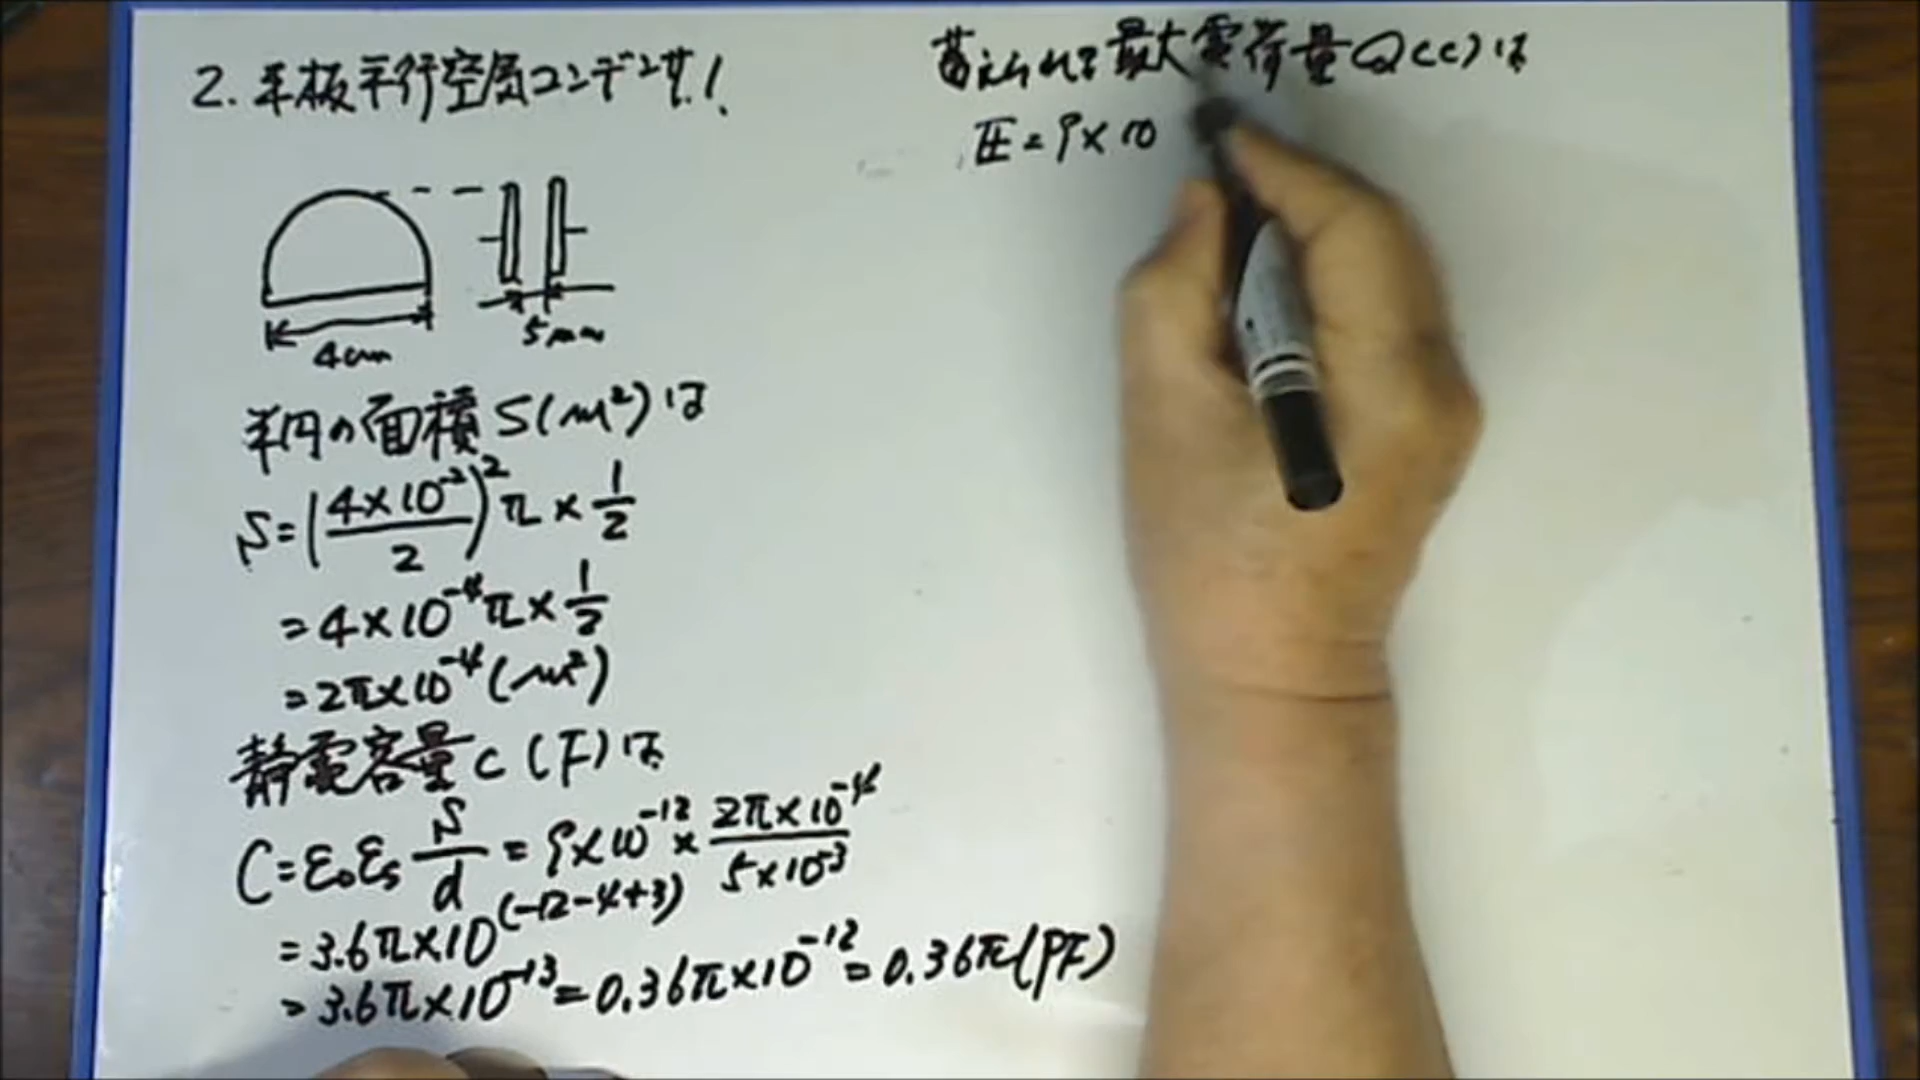 2. 半板平行空気コンデンサ!
4cm
5mm
半円の面積 S(m²)は
S=(4×10⁻²/2)²π×1/2
=4×10⁻⁴π×1/2
=2π×10⁻⁴(m²)
静電容量C(F)は
C=ε₀εs S/d=9×10⁻¹²×2π×10⁻⁴/5×10⁻³
=3.6π×10⁽⁻¹²⁻⁴⁺³⁾
=3.6π×10⁻¹³=0.36π×10⁻¹²=0.36π(PF)
蓄えられる最大電荷量Q(C)は
E=9×10